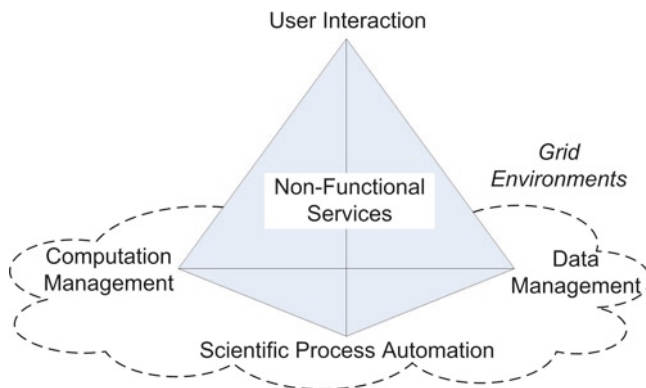 User Interaction
Grid
Environments
Non-Functional
Services
Computation
Management
Data
Management
Scientific Process Automation